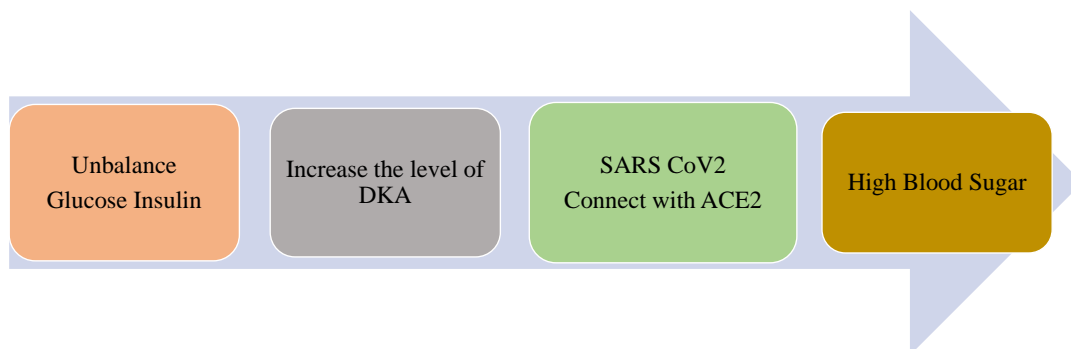 Unbalance
Glucose Insulin
Increase the level of
DKA
SARS CoV2
Connect with ACE2
High Blood Sugar